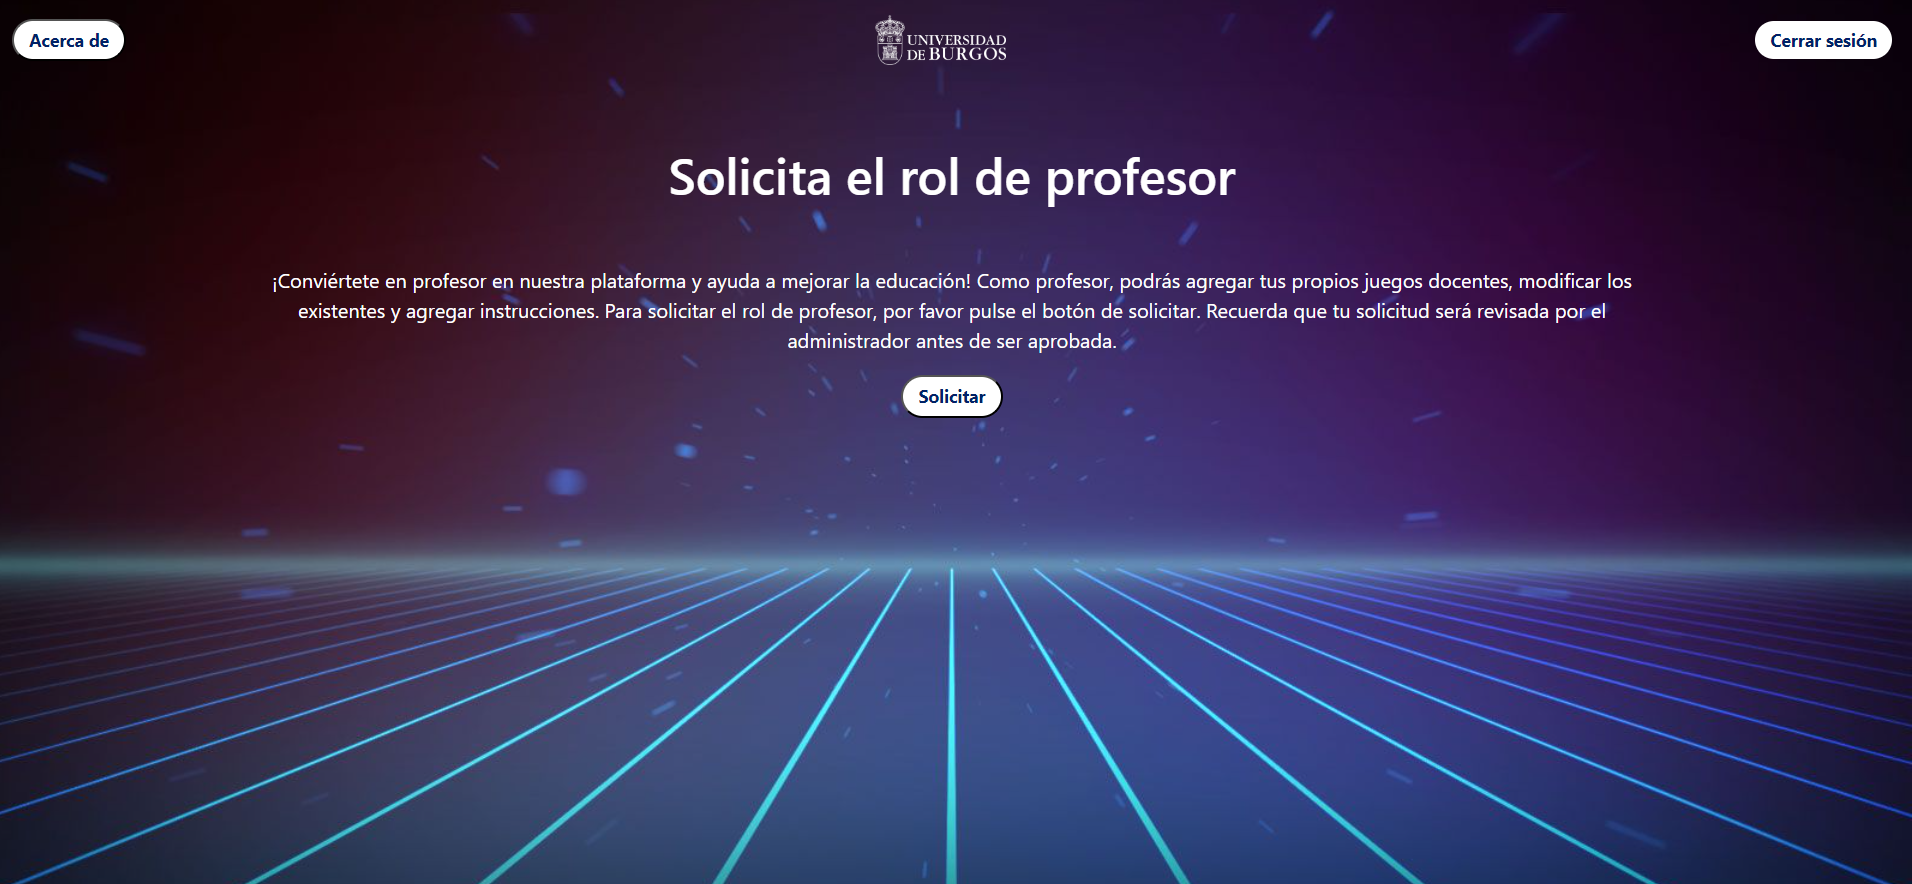 Acerca de
UNIVERSIDAD
DE BURGOS
Cerrar sesión
Solicita el rol de profesor
¡Conviértete en profesor en nuestra plataforma y ayuda a mejorar la educación! Como profesor, podrás agregar tus propios juegos docentes, modificar los
existentes y agregar instrucciones. Para solicitar el rol de profesor, por favor pulse el botón de solicitar. Recuerda que tu solicitud será revisada por el
administrador antes de ser aprobada.
Solicitar